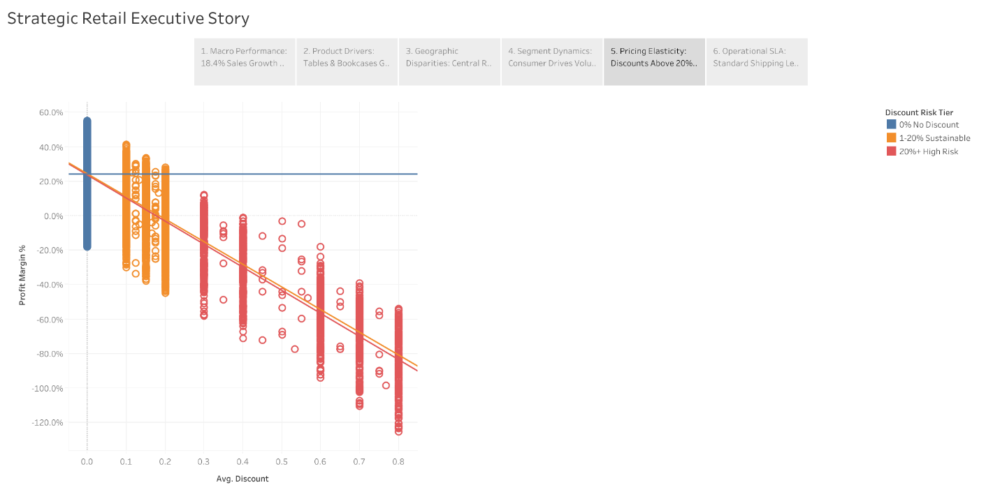 Strategic Retail Executive Story
1. Macro Performance:
18.4% Sales Growth ..
2. Product Drivers:
Tables & Bookcases G..
3. Geographic
Disparities: Central R..
4. Segment Dynamics:
Consumer Drives Volu..
5. Pricing Elasticity:
Discounts Above 20%..
6. Operational SLA:
Standard Shipping Le..
60.0%
40.0%
20.0%
0.0%
-20.0%
-40.0%
-60.0%
-80.0%
-100.0%
-120.0%
Profit Margin %
0.0
0.1
0.2
0.3
0.4
0.5
0.6
0.7
0.8
Avg. Discount
Discount Risk Tier
0% No Discount
1-20% Sustainable
20%+ High Risk